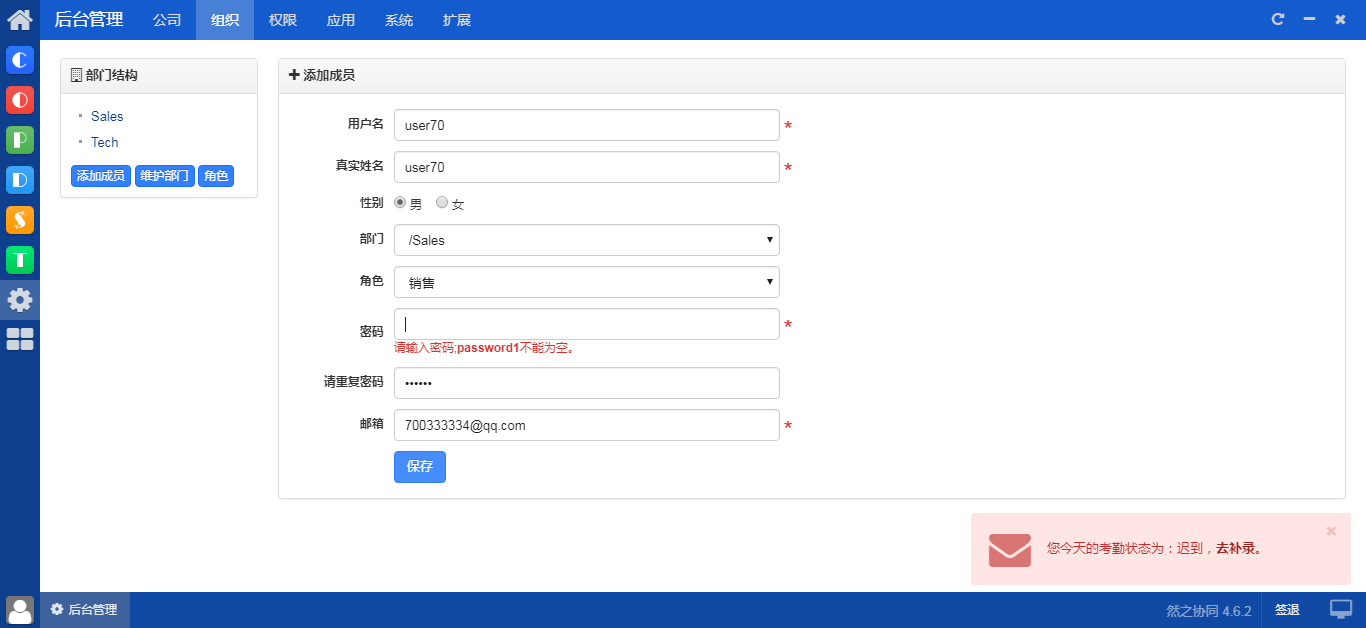 后台管理 公司 组织 权限 应用 系统 扩展
部门结构
Sales
Tech
添加成员 维护部门 角色
添加成员
用户名 user70 *
真实姓名 user70 *
性别 男 女
部门 /Sales
角色 销售
密码 *
请输入密码;password1不能为空。
请重复密码 ••••••
邮箱 700333334@qq.com *
保存
您今天的考勤状态为：迟到，去补录。
后台管理 然之协同 4.6.2 签退